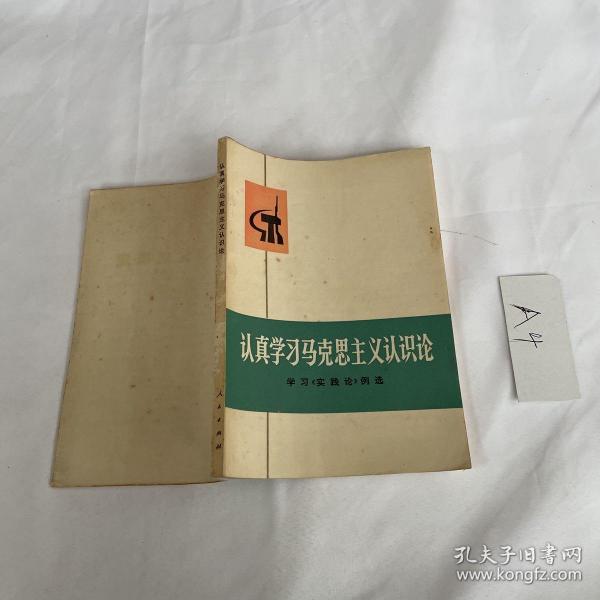 认真学习马克思主义认识论
学习《实践论》例选
认真学习马克思主义认识论
人民出版社
A4
孔夫子旧书网
www.kongfz.com